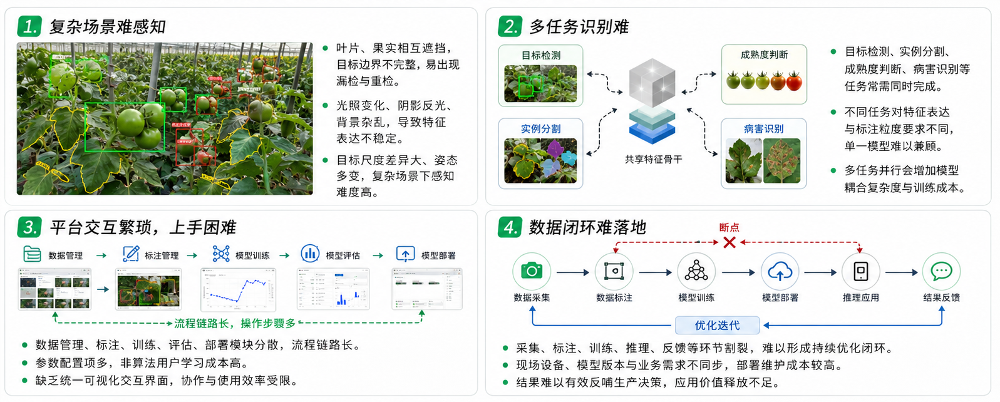 1. 复杂场景难感知
叶片、果实相互遮挡，
目标边界不完整，易出现
漏检与重检。
光照变化、阴影反光、
背景杂乱，导致特征
表达不稳定。
目标尺度差异大、姿态
多变，复杂场景下感知
难度高。
2. 多任务识别难
目标检测
成熟度判断
实例分割
病害识别
共享特征骨干
目标检测、实例分割、
成熟度判断、病害识别等
任务常需同时完成。
不同任务对特征表达
与标注粒度要求不同，
单一模型难以兼顾。
多任务并行会增加模型
耦合复杂度与训练成本。
3. 平台交互繁琐，上手困难
数据管理
标注管理
模型训练
模型评估
模型部署
流程链路长，操作步骤多
数据管理、标注、训练、评估、部署模块分散，流程链路长。
参数配置项多，非算法用户学习成本高。
缺乏统一可视化交互界面，协作与使用效率受限。
4. 数据闭环难落地
断点
数据采集
数据标注
模型训练
模型部署
推理应用
结果反馈
优化迭代
采集、标注、训练、推理、反馈等环节割裂，难以形成持续优化闭环。
现场设备、模型版本与业务需求不同步，部署维护成本较高。
结果难以有效反哺生产决策，应用价值释放不足。